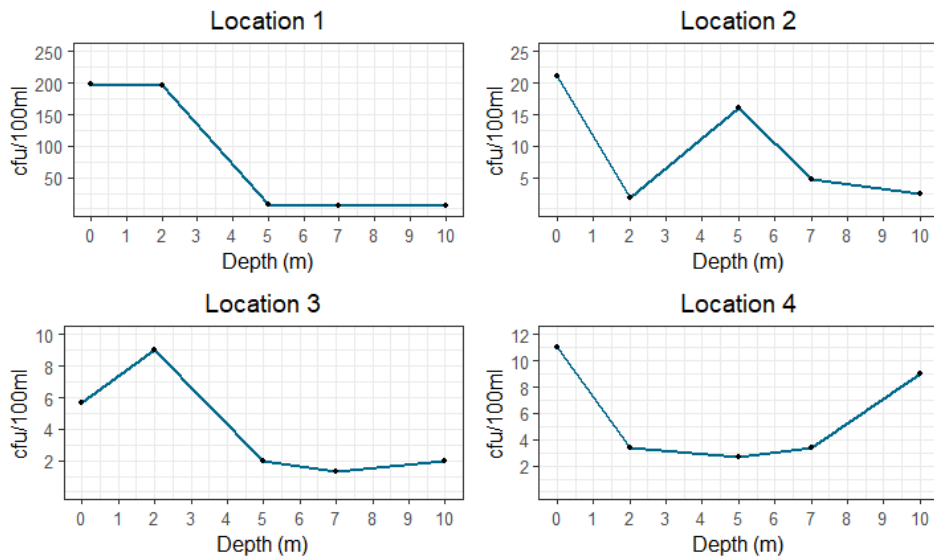 Location 1
250
200
150
100
50
cfu/100ml
0 1 2 3 4 5 6 7 8 9 10
Depth (m)
Location 2
25
20
15
10
5
cfu/100ml
0 1 2 3 4 5 6 7 8 9 10
Depth (m)
Location 3
10
8
6
4
2
cfu/100ml
0 1 2 3 4 5 6 7 8 9 10
Depth (m)
Location 4
12
10
8
6
4
2
cfu/100ml
0 1 2 3 4 5 6 7 8 9 10
Depth (m)